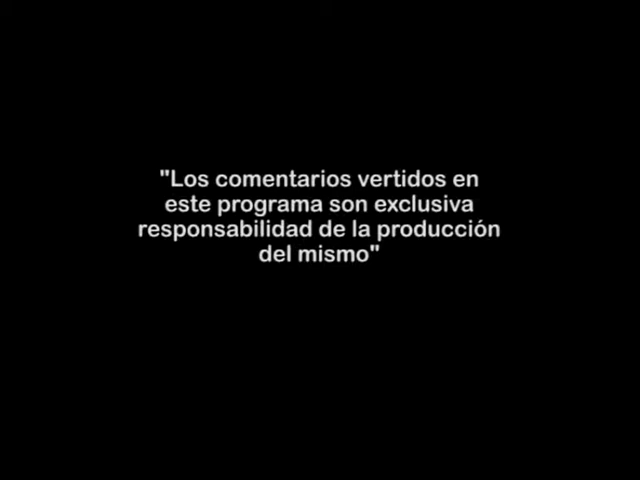 "Los comentarios vertidos en
este programa son exclusiva
responsabilidad de la producción
del mismo"